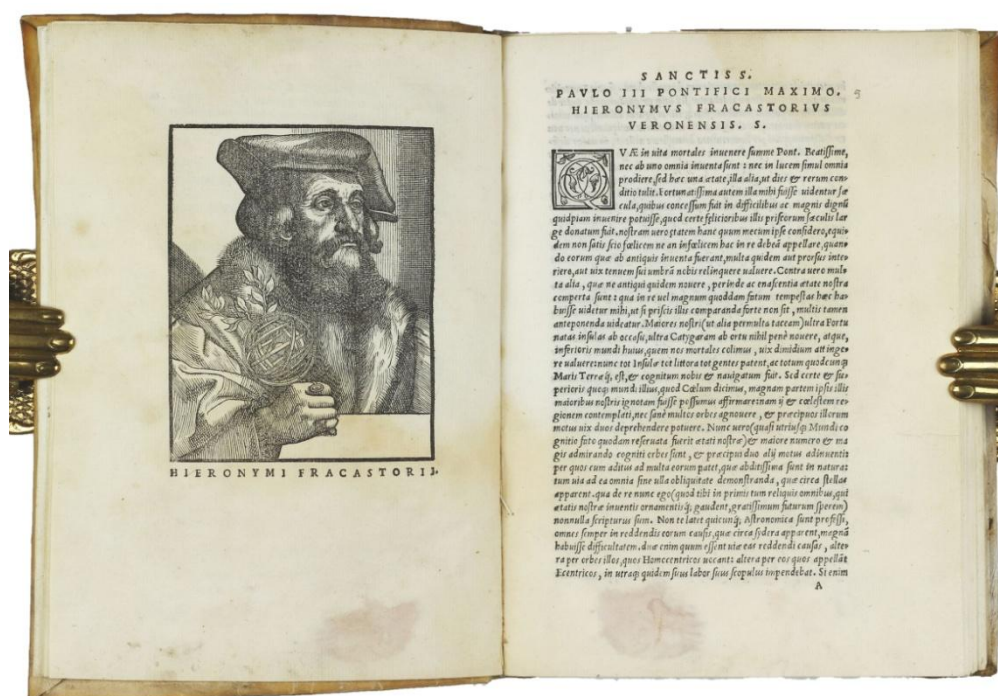 HIERONYMI FRACASTORII.
SANCTISS.
PAVLO III PONTIFICI MAXIMO.
HIERONYMVS FRACASTORIVS
VERONENSIS. S.
QVAE in uita mortales inuenere summe Pont. Beatissime,
nec ab uno omnia inuenta sunt: nec in lucem simul omnia
prodiere, sed hæc una ætate, illa alia, ut dies & rerum con
ditio tulit. Fortunatissima autem illa mihi fuisse uidentur sæ
cula, quibus concessum fuit in difficilibus ac magnis dignũ
quidpiam inuenire potuisse, quod certe felicioribus illis priscorum sæculis lar
ge donatum fuit. nostram uero ætatem hanc quum mecum ipse considero, equi
dem non satis scio fœlicem ne an infœlicem hac in re debeã appellare, quan
do eorum quæ ab antiquis inuenta fuerant, multa quidem aut prorsus inte
riere, aut uix tenuem sui umbrã nobis relinquere ualuere. Contra uero mul
ta alia, quæ ne antiqui quidem nouere, perinde ac enascentia ætate nostra
comperta sunt: qua in re uel magnum quoddam fatum tempestas hæc ha
buisse uidetur mihi, ut si priscis illis comparanda forte non sit, multis tamen
anteponenda uideatur. Maiores nostri (ut alia permulta taceam) ultra Fortu
natas insulas ab occasu, ultra Catygaram ab ortu nihil penè nouere, atque,
inferioris mundi huius, quem nos mortales colimus, uix dimidium attinge
re ualuere: nunc tot Insulæ tot littora tot gentes patent, ac totum quodcunq;
Maris Terræq;, est, & cognitum nobis & nauigatum fuit. Sed certe & su
perioris quoq; mundi illius, quod Cœlum dicimus, magnam partem ipsis illis
maioribus nostris ignotam fuisse possumus affirmare: nam ij & cœlestem re
gionem contemplati, nec sanè multos orbes agnouere, & præcipuos illorum
motus uix duos deprehendere potuere. Nunc uero (quasi utriusq; Mundi co
gnitio foto quodam reseruata fuerit ætati nostræ) & maiore numero & ma
gis admirando cogniti orbes sunt, & præcipui duo alij motus adinuenti:
per quos cum aditus ad multa eorum patet, quæ abditissima sunt in natura:
tum uia ad ea omnia sine ulla obliquitate demonstranda, quæ circa stellas
apparent. qua de re nunc ego (quod tibi in primis tum reliquis omnibus, qui
ætatis nostræ inuentis ornamentisq;, gaudent, gratissimum futurum sperem)
nonnulla scripturus sum. Non te latet quicunq; Astronomica sunt professi,
omnes semper in reddendis eorum causis, quæ circa sydera apparent, magnã
habuisse difficultatem. duæ enim quum essent uiæ eas reddendi causas, alte
ra per orbes illos, quos Homocentricos uocant: altera per eos quos appellãt
Eccentricos, in utraq; quidem suus labor suus scopulus impendebat. Si enim
A